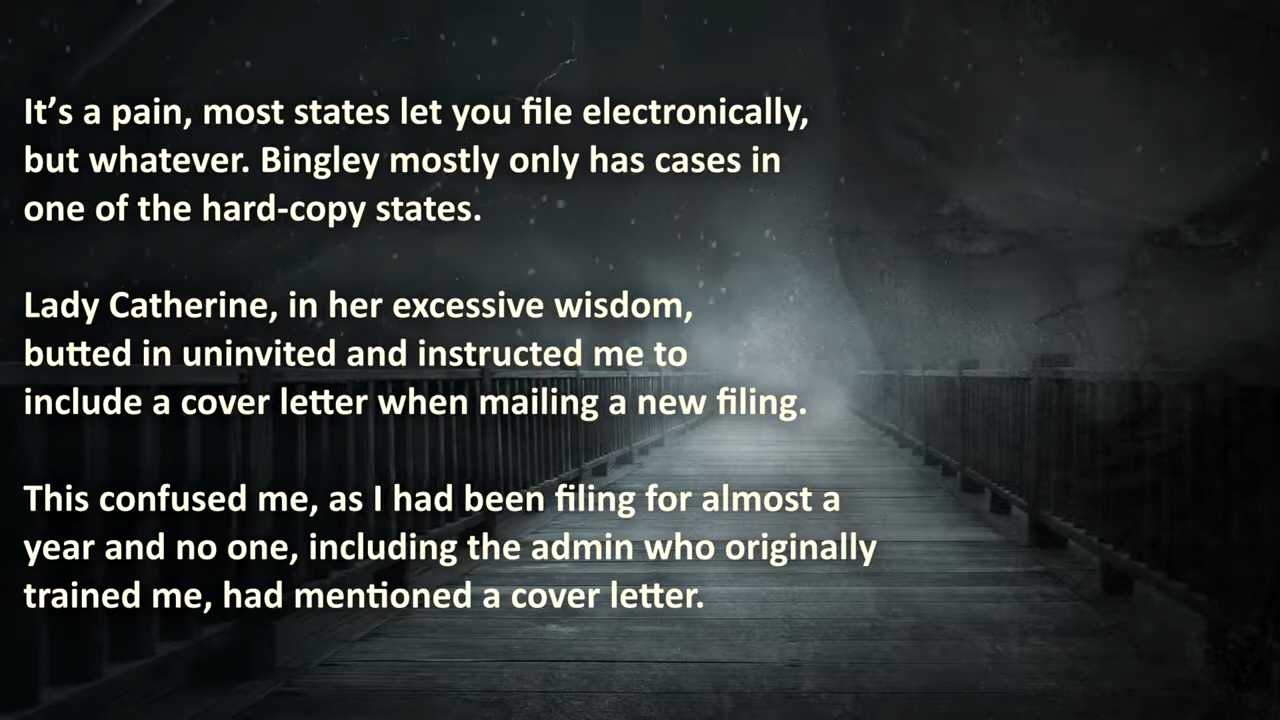 It’s a pain, most states let you file electronically,
but whatever. Bingley mostly only has cases in
one of the hard-copy states.
Lady Catherine, in her excessive wisdom,
butted in uninvited and instructed me to
include a cover letter when mailing a new filing.
This confused me, as I had been filing for almost a
year and no one, including the admin who originally
trained me, had mentioned a cover letter.